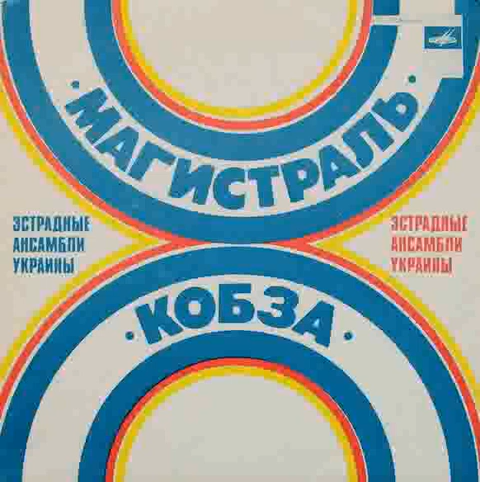 · МАГИСТРАЛЬ ·
ЭСТРАДНЫЕ
АНСАМБЛИ
УКРАИНЫ
ЭСТРАДНЫЕ
АНСАМБЛИ
УКРАИНЫ
· КОБЗА ·